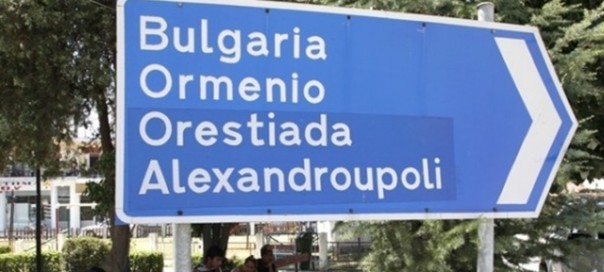 Bulgaria
Ormenio
Orestiada
Alexandroupoli